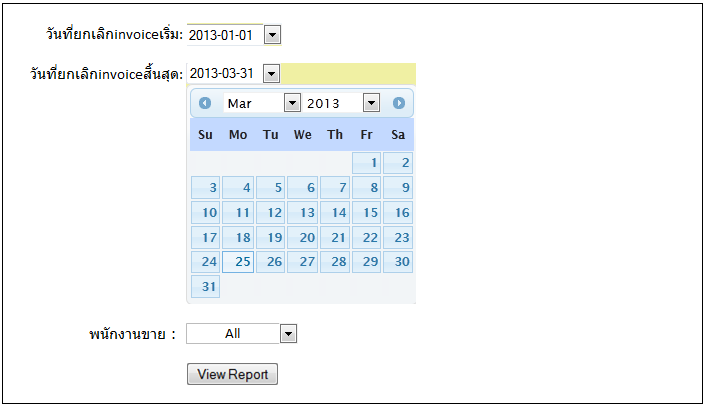 วันที่ยกเลิกinvoiceเริ่ม: 2013-01-01
วันที่ยกเลิกinvoiceสิ้นสุด: 2013-03-31
Mar 2013
Su Mo Tu We Th Fr Sa
1 2
3 4 5 6 7 8 9
10 11 12 13 14 15 16
17 18 19 20 21 22 23
24 25 26 27 28 29 30
31
พนักงานขาย : All
View Report